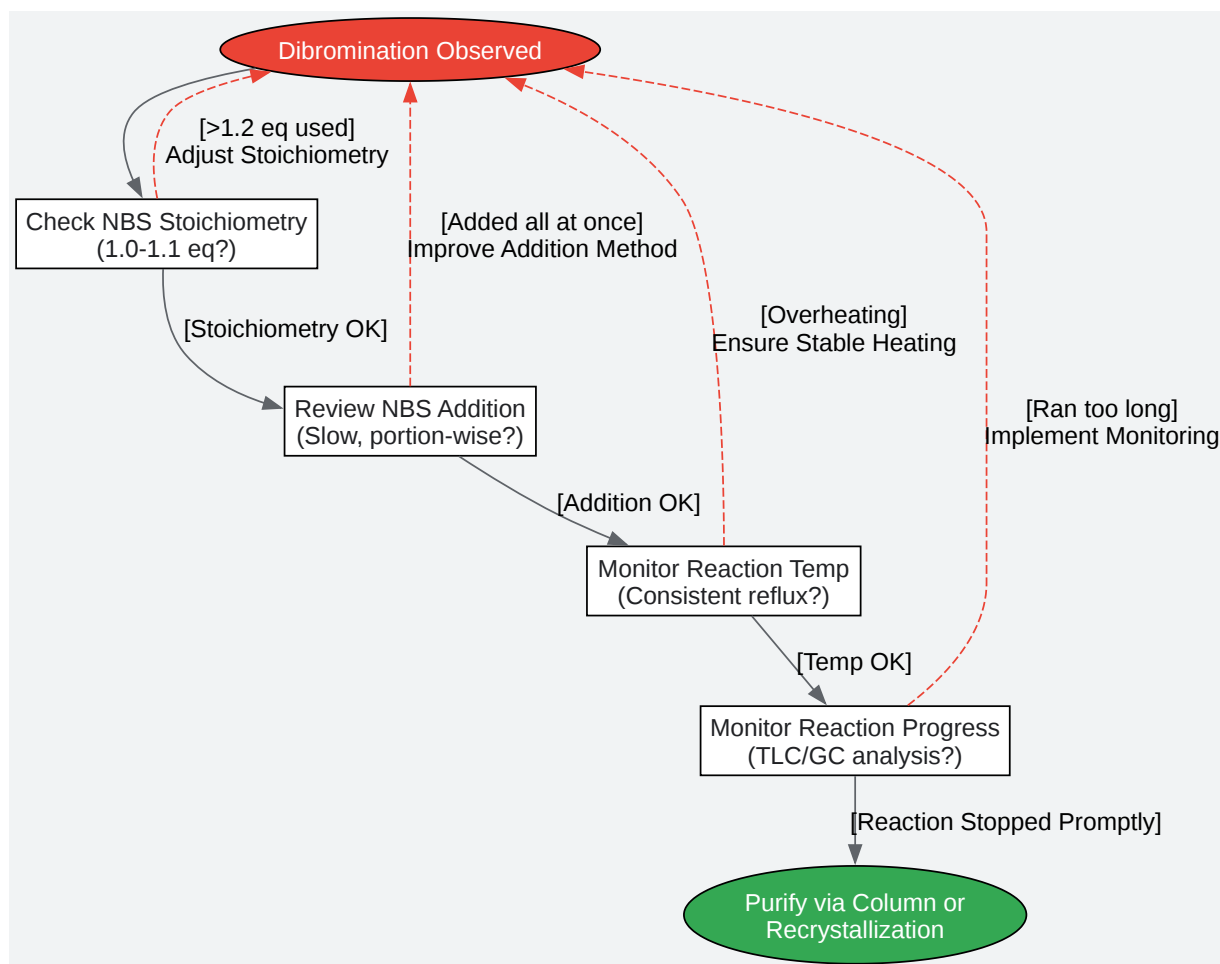 Dibromination Observed
[>1.2 eq used]
Adjust Stoichiometry
Check NBS Stoichiometry
(1.0-1.1 eq?)
[Added all at once]
Improve Addition Method
[Stoichiometry OK]
[Overheating]
Ensure Stable Heating
Review NBS Addition
(Slow, portion-wise?)
[Ran too long]
Implement Monitoring
[Addition OK]
Monitor Reaction Temp
(Consistent reflux?)
[Temp OK]
Monitor Reaction Progress
(TLC/GC analysis?)
[Reaction Stopped Promptly]
Purify via Column or
Recrystallization